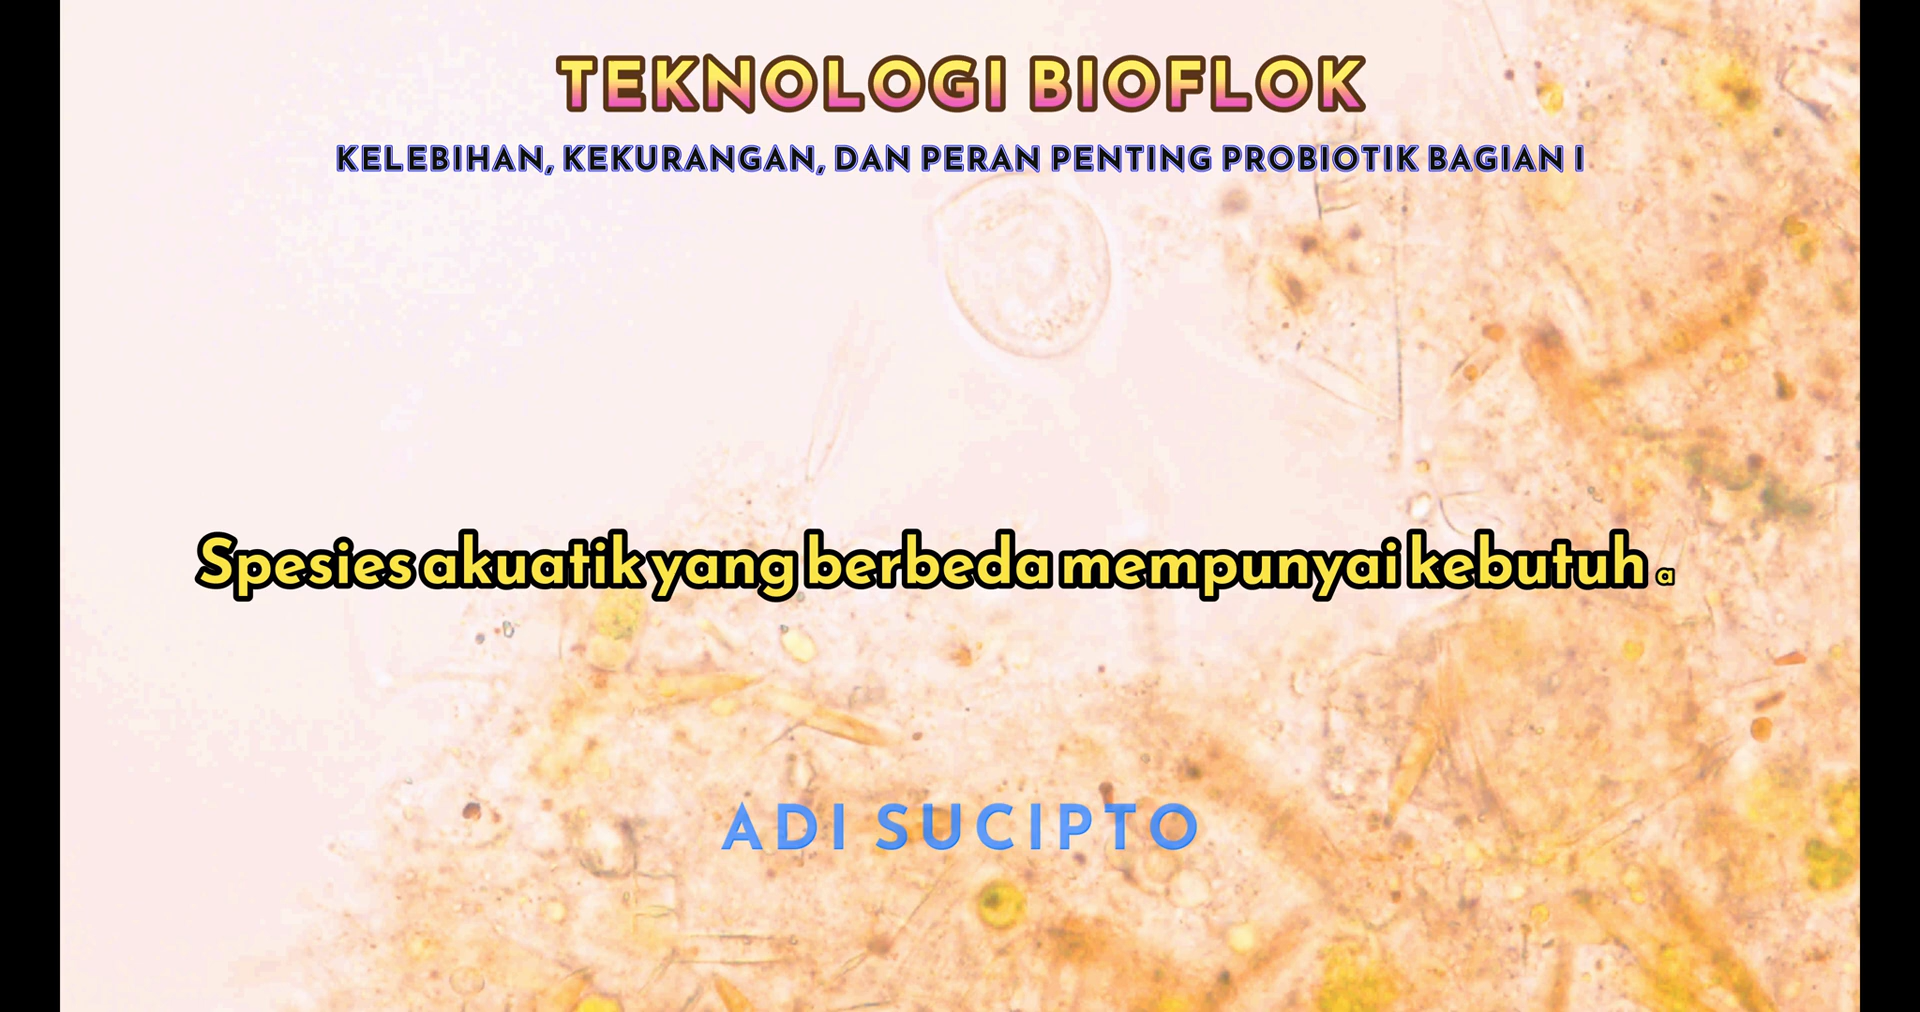 TEKNOLOGI BIOFLOK
KELEBIHAN, KEKURANGAN, DAN PERAN PENTING PROBIOTIK BAGIAN I
Spesies akuatik yang berbeda mempunyai kebutuh a
ADI SUCIPTO